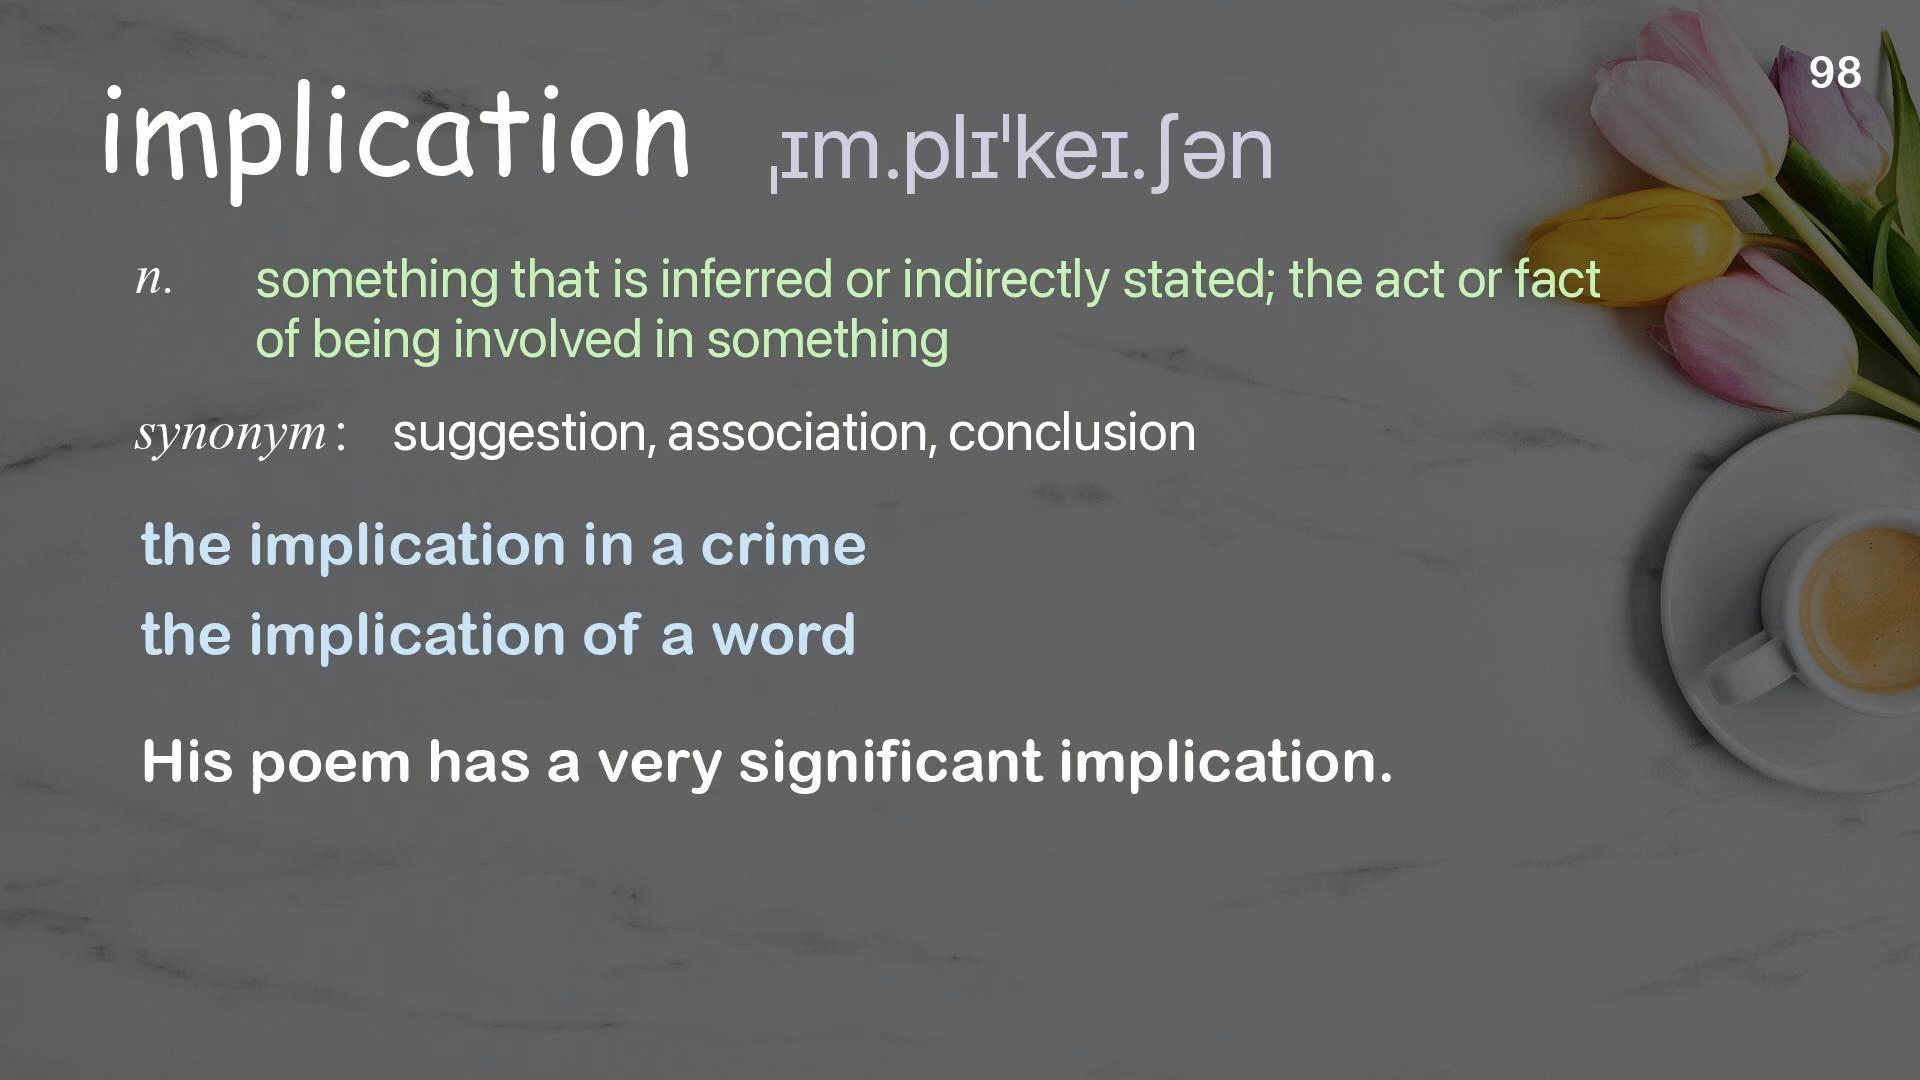 98
implication ˌɪm.plɪˈkeɪ.ʃən
n. something that is inferred or indirectly stated; the act or fact
of being involved in something
synonym: suggestion, association, conclusion
the implication in a crime
the implication of a word
His poem has a very significant implication.